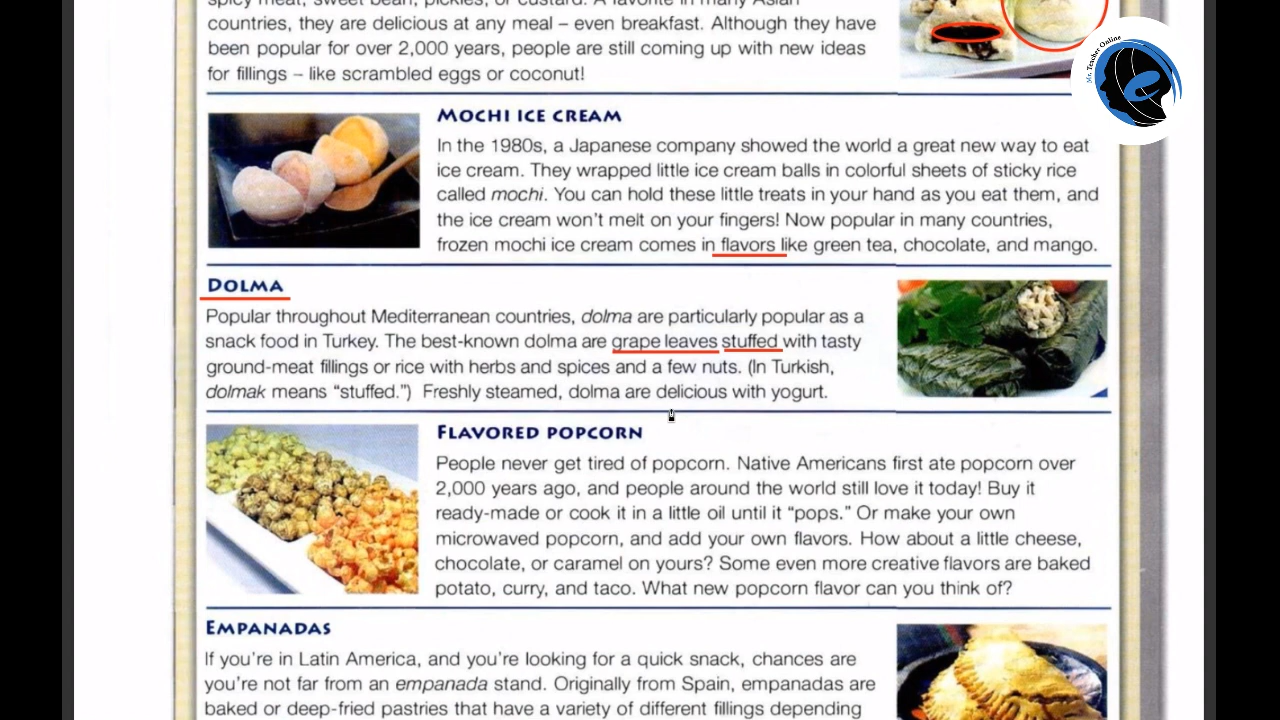 spicy meat, sweet bean, pickles, or custard. A favorite in many Asian
countries, they are delicious at any meal – even breakfast. Although they have
been popular for over 2,000 years, people are still coming up with new ideas
for fillings – like scrambled eggs or coconut!
Mr. Teacher Online
MOCHI ICE CREAM
In the 1980s, a Japanese company showed the world a great new way to eat
ice cream. They wrapped little ice cream balls in colorful sheets of sticky rice
called mochi. You can hold these little treats in your hand as you eat them, and
the ice cream won't melt on your fingers! Now popular in many countries,
frozen mochi ice cream comes in flavors like green tea, chocolate, and mango.
DOLMA
Popular throughout Mediterranean countries, dolma are particularly popular as a
snack food in Turkey. The best-known dolma are grape leaves stuffed with tasty
ground-meat fillings or rice with herbs and spices and a few nuts. (In Turkish,
dolmak means “stuffed.”) Freshly steamed, dolma are delicious with yogurt.
FLAVORED POPCORN
People never get tired of popcorn. Native Americans first ate popcorn over
2,000 years ago, and people around the world still love it today! Buy it
ready-made or cook it in a little oil until it “pops.” Or make your own
microwaved popcorn, and add your own flavors. How about a little cheese,
chocolate, or caramel on yours? Some even more creative flavors are baked
potato, curry, and taco. What new popcorn flavor can you think of?
EMPANADAS
If you're in Latin America, and you're looking for a quick snack, chances are
you're not far from an empanada stand. Originally from Spain, empanadas are
baked or deep-fried pastries that have a variety of different fillings depending